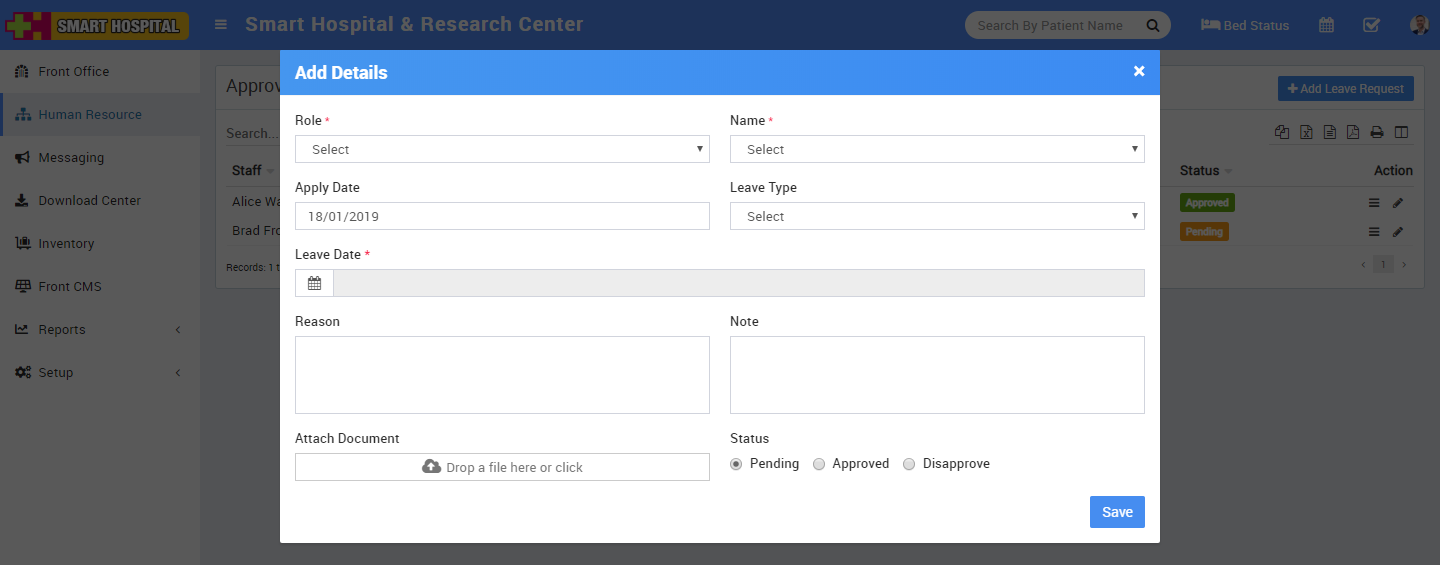 SMART HOSPITAL
Smart Hospital & Research Center
Search By Patient Name
Bed Status
Front Office
Human Resource
Messaging
Download Center
Inventory
Front CMS
Reports
Setup
Add Leave Request
Search...
Staff
Status
Action
Alice
Approved
Brad
Pending
Records: 1
1
Add Details
×
Role *
Name *
Select
Select
Apply Date
Leave Type
18/01/2019
Select
Leave Date *
Reason
Note
Attach Document
Status
Drop a file here or click
Pending
Approved
Disapprove
Save